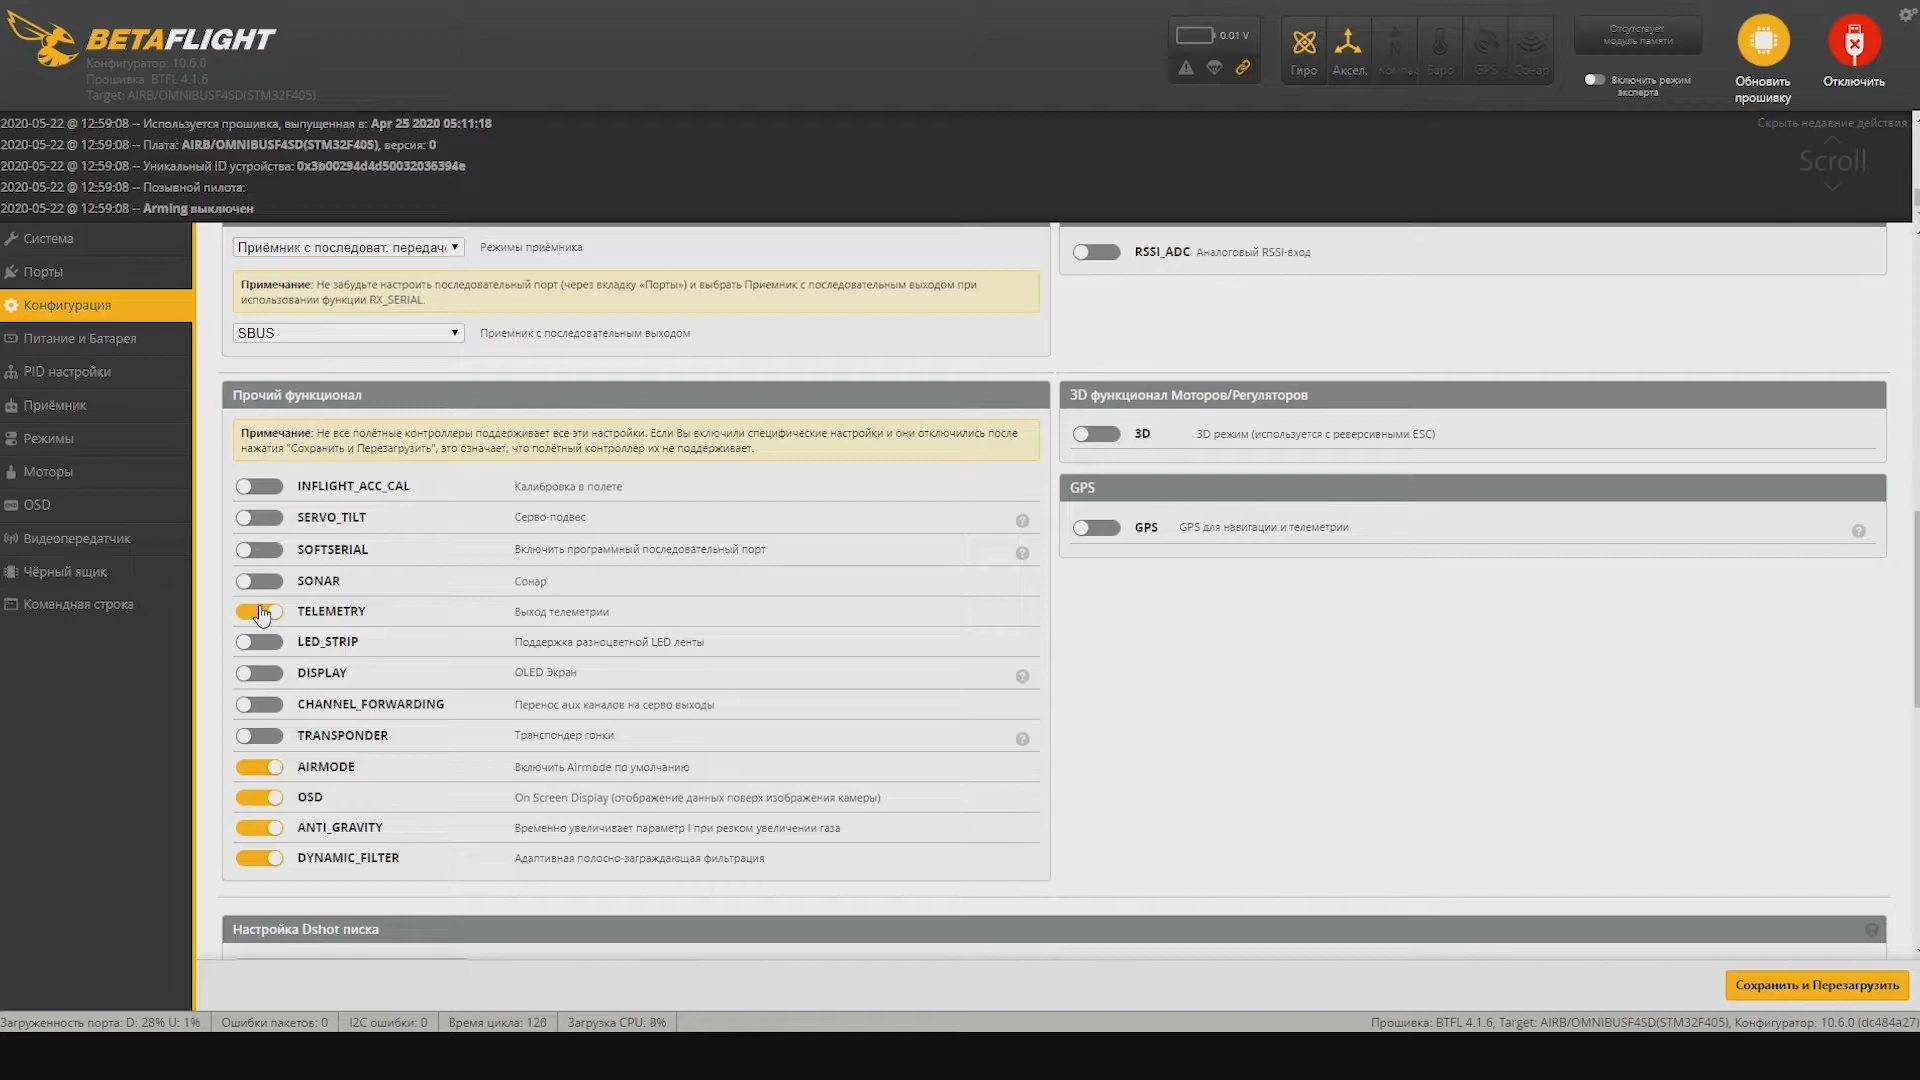 BETAFLIGHT
Конфигуратор: 10.6.0
Прошивка: BTFL 4.1.6
Target: AIRB/OMNIBUSF4SD(STM32F405)
0.01 V
Гиро
Аксел.
Компас
Баро
GPS
Сонар
Отсутствует
модуль памяти
Включить режим
эксперта
Обновить
прошивку
Отключить
2020-05-22 @ 12:59:08 -- Используется прошивка, выпущенная в: Apr 25 2020 05:11:18
2020-05-22 @ 12:59:08 -- Плата: AIRB/OMNIBUSF4SD(STM32F405), версия: 0
2020-05-22 @ 12:59:08 -- Уникальный ID устройства: 0x3b00294d4d50032036394e
2020-05-22 @ 12:59:08 -- Позывной пилота:
2020-05-22 @ 12:59:08 -- Arming выключен
Скрыть недавние действия
Scroll
Система
Порты
Конфигурация
Питание и Батарея
PID настройки
Приёмник
Режимы
Моторы
OSD
Видеопередатчик
Чёрный ящик
Командная строка
Приёмник с последоват. передач
Режимы приёмника
Примечание: Не забудьте настроить последовательный порт (через вкладку «Порты») и выбрать Приемник с последовательным выходом при
использовании функции RX_SERIAL.
SBUS
Приемник с последовательным выходом
RSSI_ADC Аналоговый RSSI-вход
Прочий функционал
Примечание: Не все полётные контроллеры поддерживает все эти настройки. Если Вы включили специфические настройки и они отключились после
нажатия "Сохранить и Перезагрузить", это означает, что полётный контроллер их не поддерживает.
INFLIGHT_ACC_CAL Калибровка в полете
SERVO_TILT Серво-подвес
SOFTSERIAL Включить программный последовательный порт
SONAR Сонар
TELEMETRY Выход телеметрии
LED_STRIP Поддержка разноцветной LED ленты
DISPLAY OLED Экран
CHANNEL_FORWARDING Перенос aux каналов на серво выходы
TRANSPONDER Транспондер гонки
AIRMODE Включить Airmode по умолчанию
OSD On Screen Display (отображение данных поверх изображения камеры)
ANTI_GRAVITY Временно увеличивает параметр I при резком увеличении газа
DYNAMIC_FILTER Адаптивная полосно-заграждающая фильтрация
3D функционал Моторов/Регуляторов
3D 3D режим (используется с реверсивными ESC)
GPS
GPS GPS для навигации и телеметрии
Настройка Dshot писка
Сохранить и Перезагрузить
Загруженность порта: D: 28% U: 1%
Ошибки пакетов: 0
I2C ошибки: 0
Время цикла: 126
Загрузка CPU: 8%
Прошивка: BTFL 4.1.6, Target: AIRB/OMNIBUSF4SD(STM32F405), Конфигуратор: 10.6.0 (dc484a27)